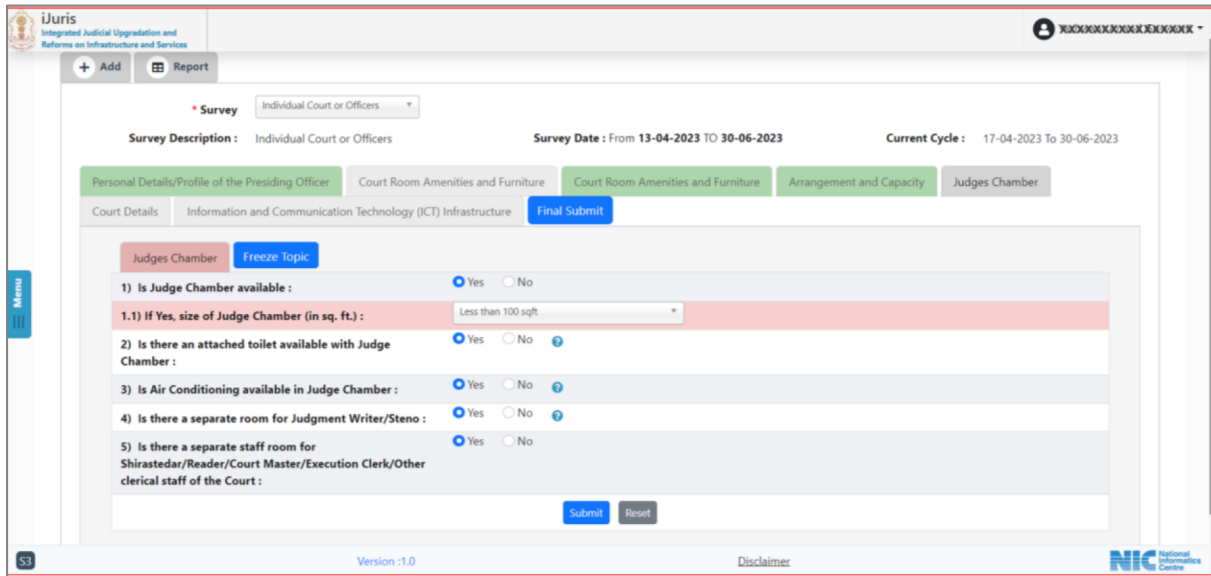 iJuris
Integrated Judicial Upgradation and
Reforms on Infrastructure and Services
XXXXXXXXXXXXXXXXX
+ Add Report
* Survey Individual Court or Officers
Survey Description : Individual Court or Officers Survey Date : From 13-04-2023 TO 30-06-2023 Current Cycle : 17-04-2023 To 30-06-2023
Personal Details/Profile of the Presiding Officer Court Room Amenities and Furniture Court Room Amenities and Furniture Arrangement and Capacity Judges Chamber
Court Details Information and Communication Technology (ICT) Infrastructure Final Submit
Judges Chamber Freeze Topic
Menu
1) Is Judge Chamber available : Yes No
1.1) If Yes, size of Judge Chamber (in sq. ft.) : Less than 100 sqft
2) Is there an attached toilet available with Judge Yes No ?
Chamber :
3) Is Air Conditioning available in Judge Chamber : Yes No ?
4) Is there a separate room for Judgment Writer/Steno : Yes No ?
5) Is there a separate staff room for Yes No
Shirastedar/Reader/Court Master/Execution Clerk/Other
clerical staff of the Court :
Submit Reset
S3 Version :1.0 Disclaimer NIC National
Informatics
Centre